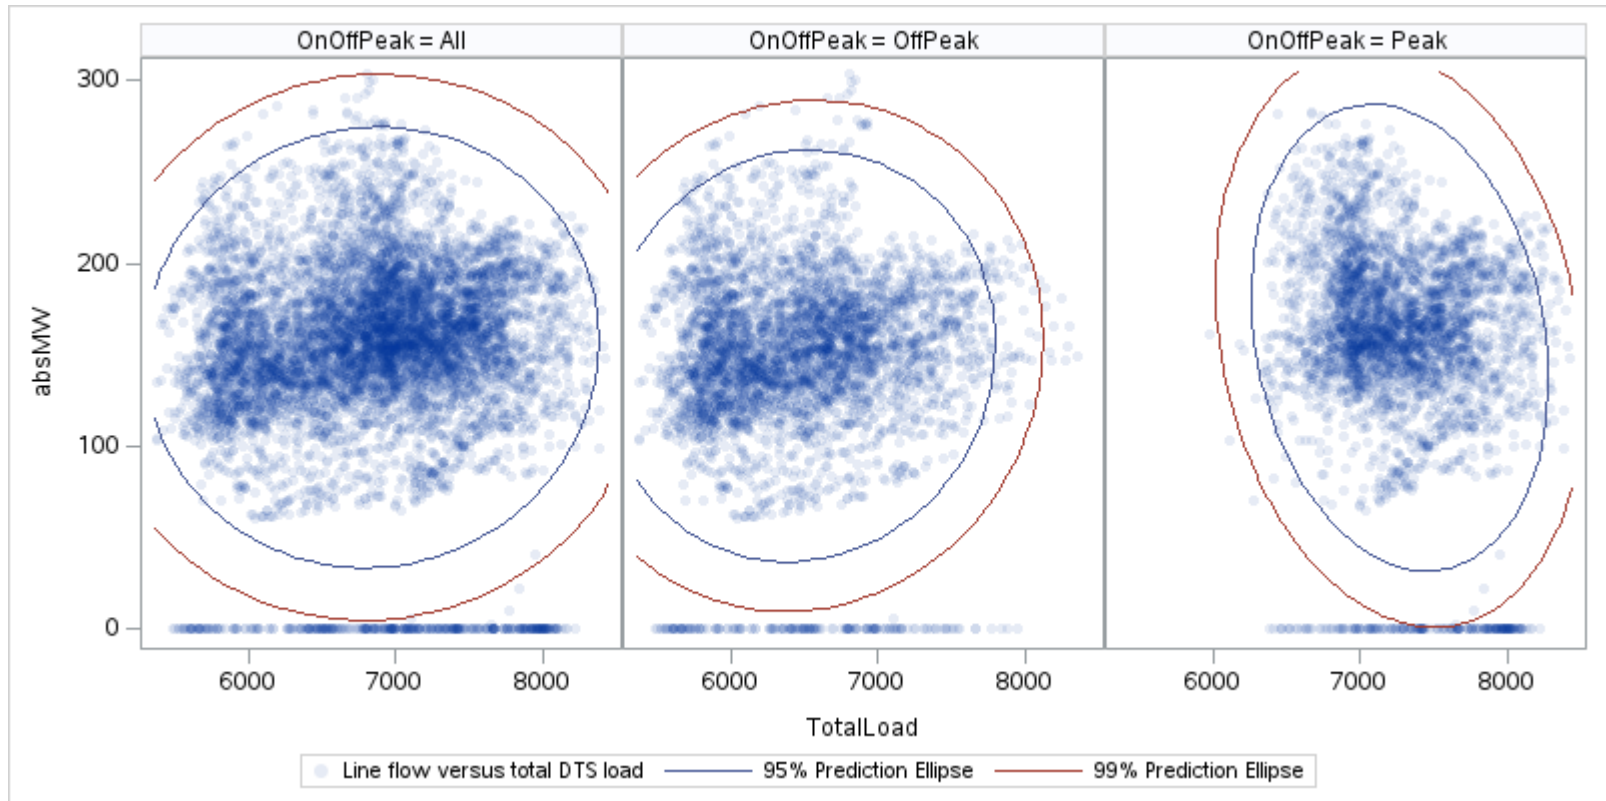 OnOffPeak = All
OnOffPeak = OffPeak
OnOffPeak = Peak
300
200
100
0
absMW
6000 7000 8000
6000 7000 8000
6000 7000 8000
TotalLoad
Line flow versus total DTS load
95% Prediction Ellipse
99% Prediction Ellipse